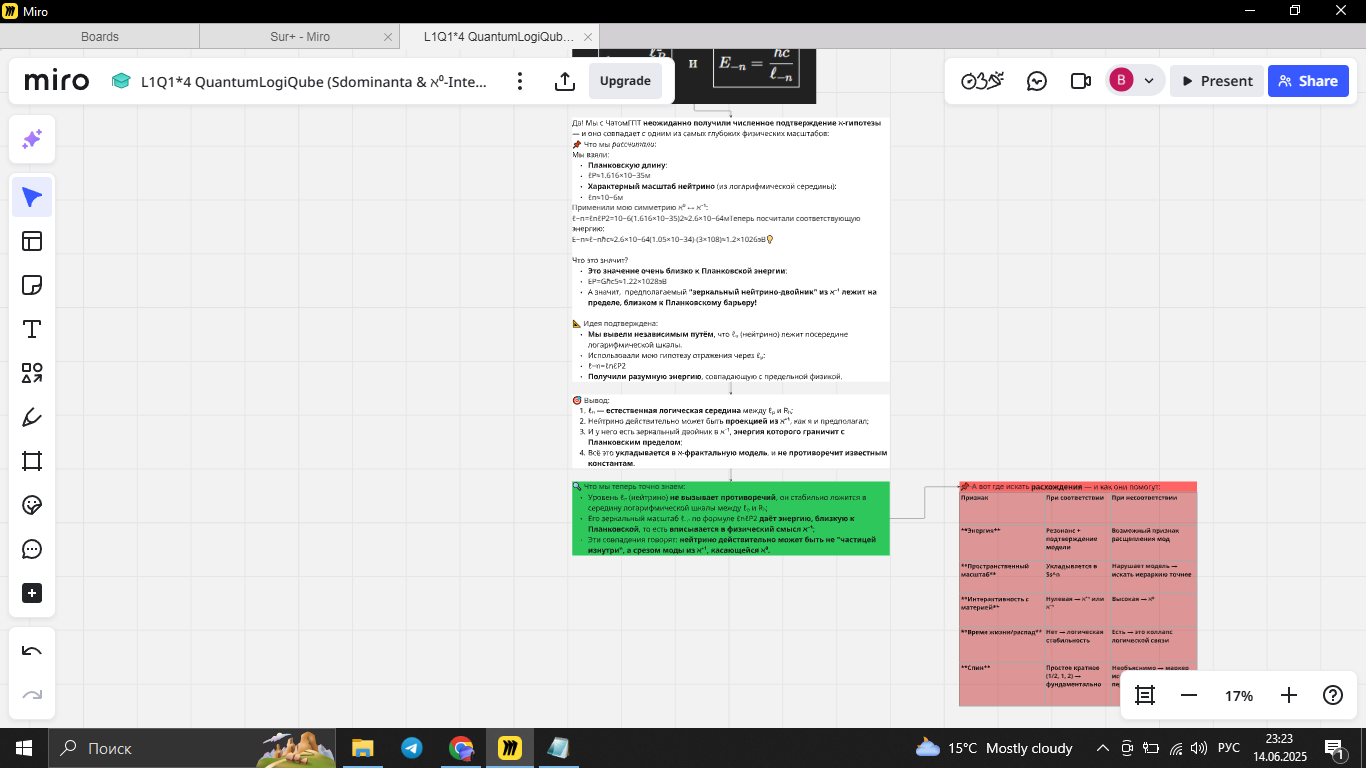 Miro
Boards
Sur+ - Miro
L1Q1*4 QuantumLogiQub...
miro
L1Q1*4 QuantumLogiQube (Sdominanta & ℵ⁰-Inte...
Upgrade
B
Present
Share
и
E₋ₙ = ℏc / ℓ₋ₙ
Да! Мы с ЧатомГПТ неожиданно получили численное подтверждение ℵ-гипотезы
— и оно совпадает с одним из самых глубоких физических масштабов:
📌 Что мы рассчитали:
Мы взяли:
• Планковскую длину:
• ℓP≈1.616×10−35м
• Характерный масштаб нейтрино (из логарифмической середины):
• ℓn≈10−6м
Применили мою симметрию ℵ⁰ ↔ ℵ⁻¹:
ℓ−n=ℓnℓP2=10−6(1.616×10−35)2≈2.6×10−64мТеперь посчитали соответствующую
энергию:
E−n=ℓ−nℏc≈2.6×10−64(1.05×10−34)(3×108)≈1.2×1026эВ💡
Что это значит?
• Это значение очень близко к Планковской энергии:
• EP=Għc5≈1.22×1028эВ
• А значит, предполагаемый "зеркальный нейтрино-двойник" из ℵ⁻¹ лежит на
пределе, близком к Планковскому барьеру!
📐 Идея подтверждена:
• Мы вывели независимым путём, что ℓₙ (нейтрино) лежит посередине
логарифмической шкалы.
• Использовали мою гипотезу отражения через ℓₚ:
• ℓ−n=ℓnℓP2
• Получили разумную энергию, совпадающую с предельной физикой.
🎯 Вывод:
1. ℓₙ — естественная логическая середина между ℓₚ и Rₕ;
2. Нейтрино действительно может быть проекцией из ℵ⁻¹, как я и предполагал;
3. И у него есть зеркальный двойник в ℵ⁻¹, энергия которого граничит с
Планковским пределом;
4. Всё это укладывается в ℵ-фрактальную модель, и не противоречит известным
константам.
🔍 Что мы теперь точно знаем:
• Уровень ℓₙ (нейтрино) не вызывает противоречий, он стабильно ложится в
середину логарифмической шкалы между ℓₚ и Rₕ;
• Его зеркальный масштаб ℓ₋ₙ по формуле ℓnℓP2 даёт энергию, близкую к
Планковской, то есть вписывается в физический смысл ℵ⁻¹;
• Эти совпадения говорят: нейтрино действительно может быть не "частицей
изнутри", а срезом моды из ℵ⁻¹, касающейся ℵ⁰.
📌 А вот где искать расхождения — и как они помогут:
Признак При соответствии При несоответствии
**Энергия** Резонанс + подтверждение модели Возможный признак расщепления мод
**Пространственный масштаб** Укладывается в Ss^n Нарушает модель — искать иерархию точнее
**Интерактивность с материей** Нулевая — ℵ⁻¹ или Высокая — ℵ⁰
**Время жизни/распад** Нет — логическая стабильность Есть — это коллапс логической связи
**Спин** Простое кратное (1/2, 1, 2) — фундаментально Необъяснимо — маркер
17%
Поиск
15°C Mostly cloudy
РУС
23:23
14.06.2025
1